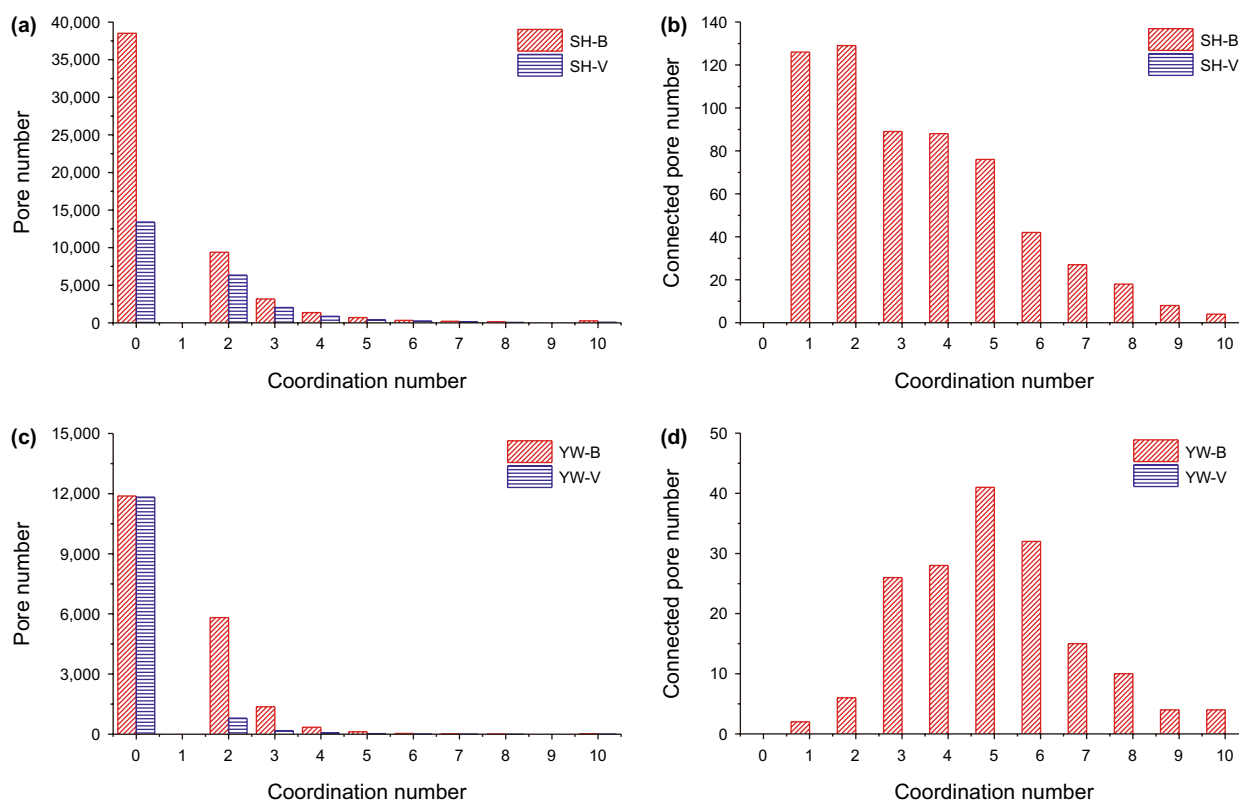 (a)
40,000
35,000
30,000
25,000
20,000
15,000
10,000
5,000
0
Pore number
SH-B
SH-V
0 1 2 3 4 5 6 7 8 9 10
Coordination number
(b)
140
120
100
80
60
40
20
0
Connected pore number
SH-B
SH-V
0 1 2 3 4 5 6 7 8 9 10
Coordination number
(c)
15,000
12,000
9,000
6,000
3,000
0
Pore number
YW-B
YW-V
0 1 2 3 4 5 6 7 8 9 10
Coordination number
(d)
50
40
30
20
10
0
Connected pore number
YW-B
YW-V
0 1 2 3 4 5 6 7 8 9 10
Coordination number